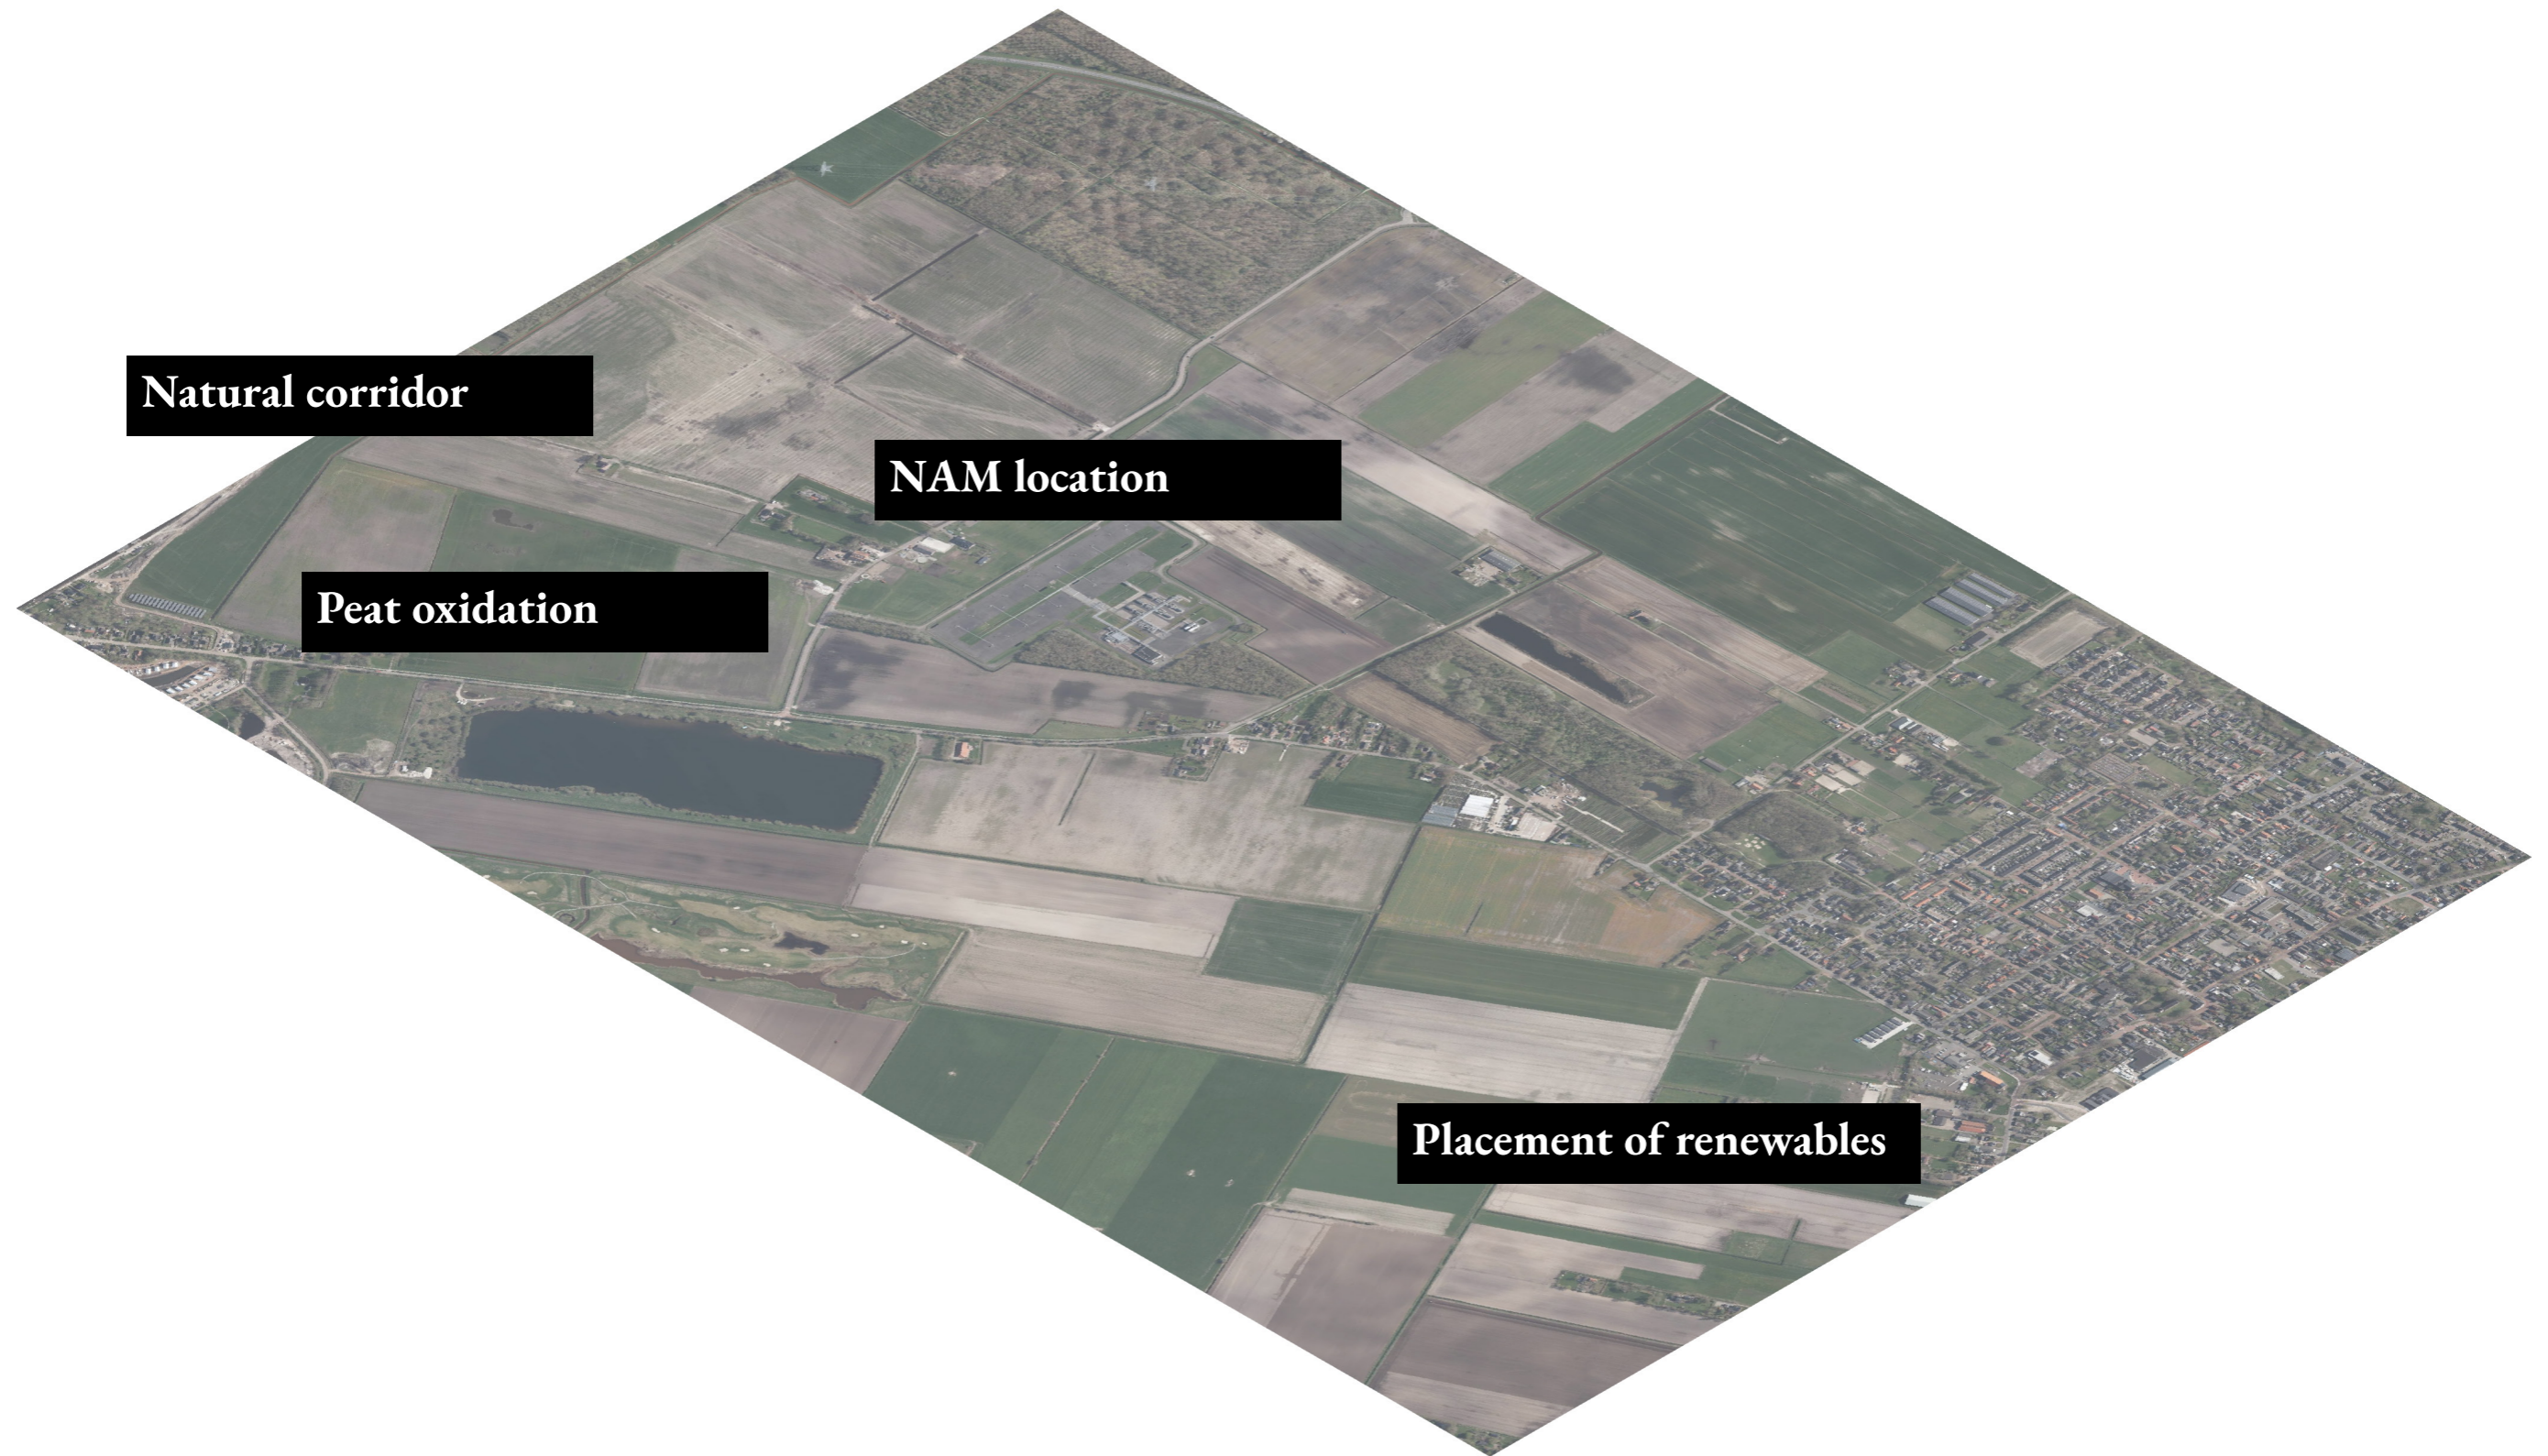 Natural corridor
NAM location
Peat oxidation
Placement of renewables